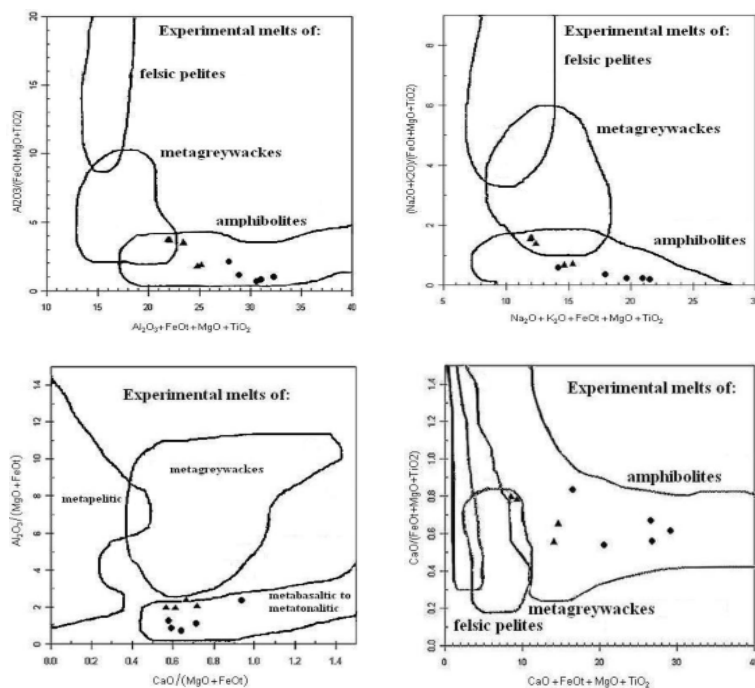 Experimental melts of:
felsic pelites
metagreywackes
amphibolites
Al2O3/(FeOt+MgO+TiO2)
0
5
10
15
20
10
15
20
25
30
35
40
Al₂O₃ + FeOt + MgO + TiO₂
Experimental melts of:
felsic pelites
metagreywackes
amphibolites
(Na2O+K2O)/(FeOt+MgO+TiO2)
0
2
4
6
8
5
10
15
20
25
30
Na₂O + K₂O + FeOt + MgO + TiO₂
Experimental melts of:
metagreywackes
metapelitic
metabasaltic to
metatonalitic
Al₂O₃/(MgO + FeOt)
0
2
4
6
8
10
12
14
0.0
0.2
0.4
0.6
0.8
1.0
1.2
1.4
CaO/(MgO + FeOt)
Experimental melts of:
amphibolites
metagreywackes
felsic pelites
CaO/(FeOt+MgO+TiO2)
0.0
0.2
0.4
0.6
0.8
1.0
1.2
1.4
0
10
20
30
40
CaO + FeOt + MgO + TiO₂